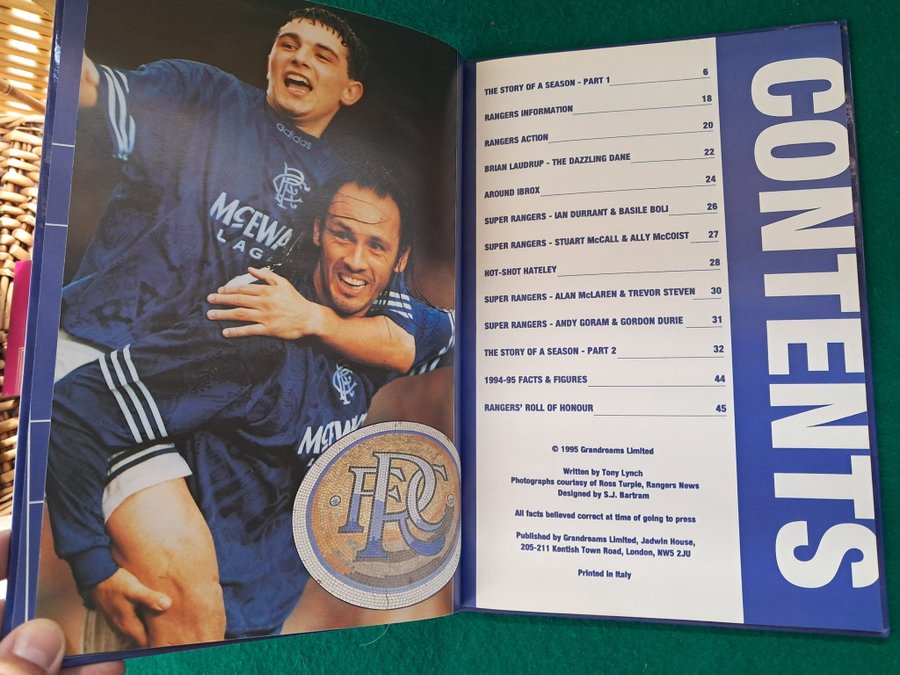 adidas
McEWA
LAG
McEW
RFC
THE STORY OF A SEASON - PART 1 6
RANGERS INFORMATION 18
RANGERS ACTION 20
BRIAN LAUDRUP - THE DAZZLING DANE 22
AROUND IBROX 24
SUPER RANGERS - IAN DURRANT & BASILE BOLI 26
SUPER RANGERS - STUART McCALL & ALLY McCOIST 27
HOT-SHOT HATELEY 28
SUPER RANGERS - ALAN McLAREN & TREVOR STEVEN 30
SUPER RANGERS - ANDY GORAM & GORDON DURIE 31
THE STORY OF A SEASON - PART 2 32
1994-95 FACTS & FIGURES 44
RANGERS' ROLL OF HONOUR 45
© 1995 Grandreams Limited
Written by Tony Lynch
Photographs courtesy of Ross Turpie, Rangers News
Designed by S.J. Bartram
All facts believed correct at time of going to press
Published by Grandreams Limited, Jadwin House,
205-211 Kentish Town Road, London, NW5 2JU
Printed in Italy
CONTENTS